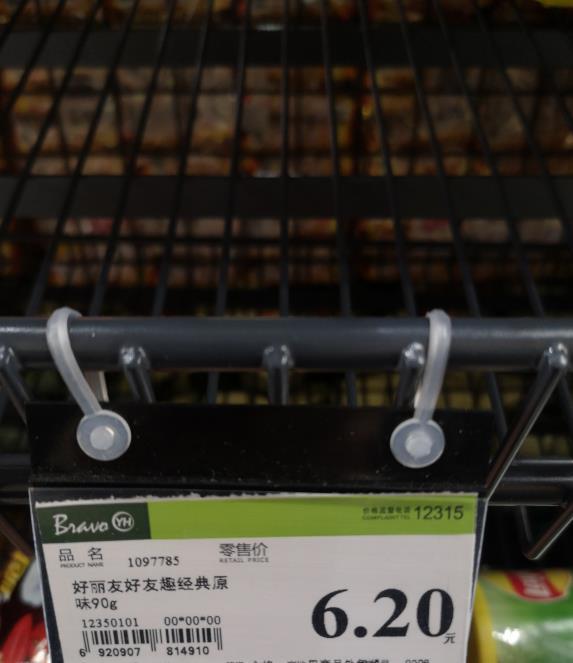 Bravo YH
价格监督电话 12315
COMPLAINT TEL
品 名 1097785 零售价
PRODUCT NAME RETAIL PRICE
好丽友好友趣经典原
味90g
12350101 00*00*00
6.20元
6 920907 814910